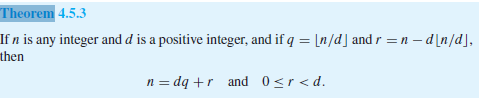 Theorem 4.5.3
If n is any integer and d is a positive integer, and if q = ⌊n/d⌋ and r = n − d⌊n/d⌋,
then
n = dq + r and 0 ≤ r < d.